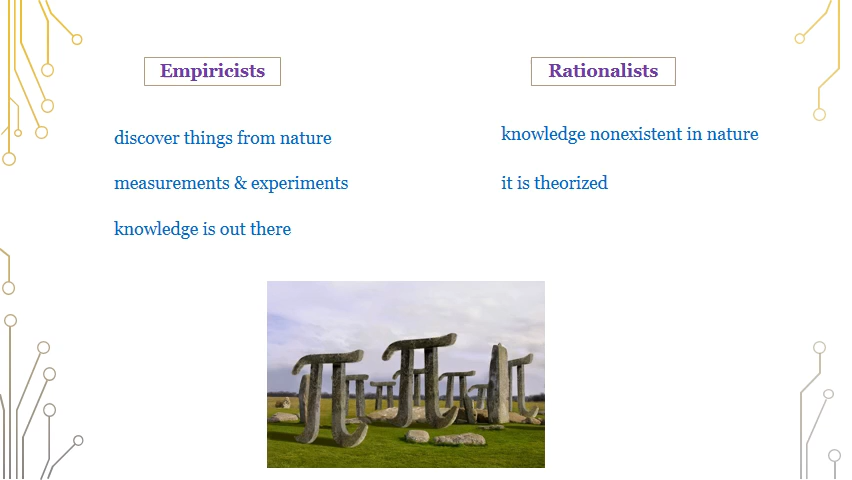 Empiricists
discover things from nature
measurements & experiments
knowledge is out there
Rationalists
knowledge nonexistent in nature
it is theorized